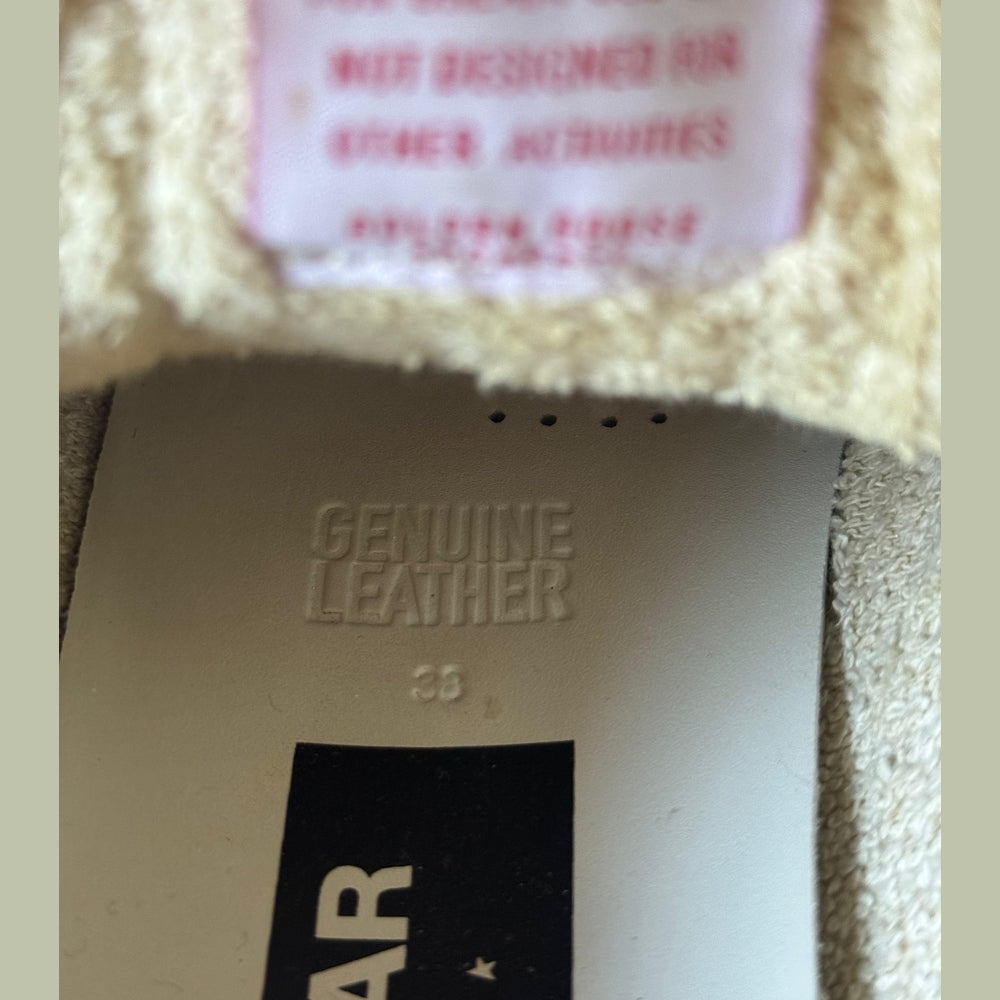 NOT DESIGNED FOR
OTHER ACTIVITIES
GENUINE
LEATHER
38
AR